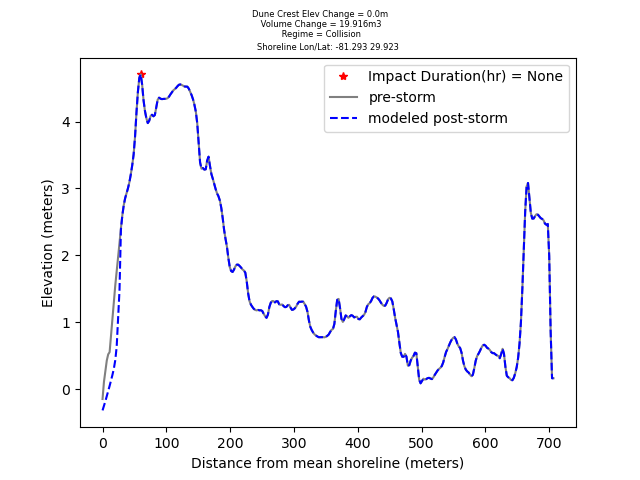 Dune Crest Elev Change = 0.0m
Volume Change = 19.916m3
Regime = Collision
Shoreline Lon/Lat: -81.293 29.923
Impact Duration(hr) = None
pre-storm
modeled post-storm
Elevation (meters)
4
3
2
1
0
0 100 200 300 400 500 600 700
Distance from mean shoreline (meters)